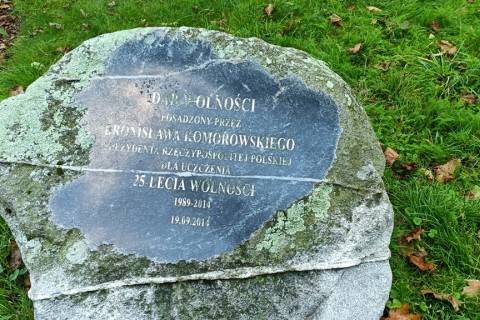 DĄB WOLNOŚCI
POSADZONY PRZEZ
BRONISŁAWA KOMOROWSKIEGO
PREZYDENTA RZECZYPOSPOLITEJ POLSKIEJ
DLA UCZCZENIA
25-LECIA WOLNOŚCI
1989-2014
19.09.2014